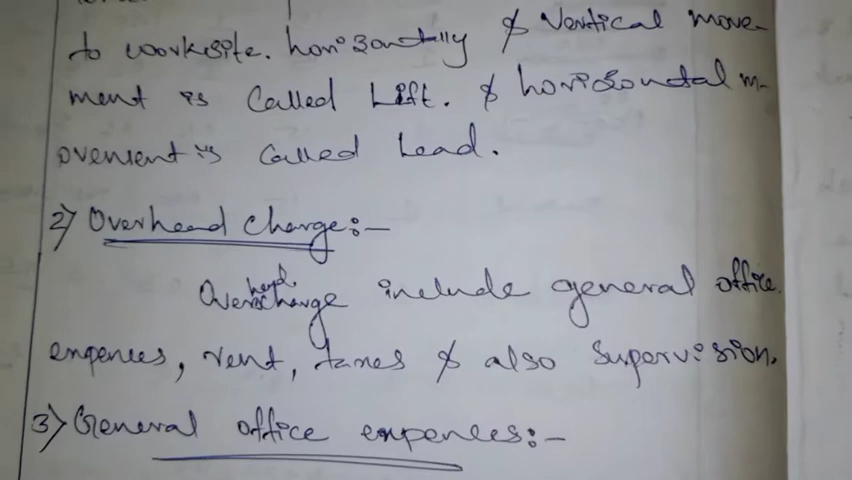 to worksite. horizontally & Vertical move-
ment is Called Lift. & horizontal m-
ovement is Called Lead.
2) Overhead Charge:-
Overhead charge include general office
expences, rent, taxes & also Supervision.
3) General office expences:-